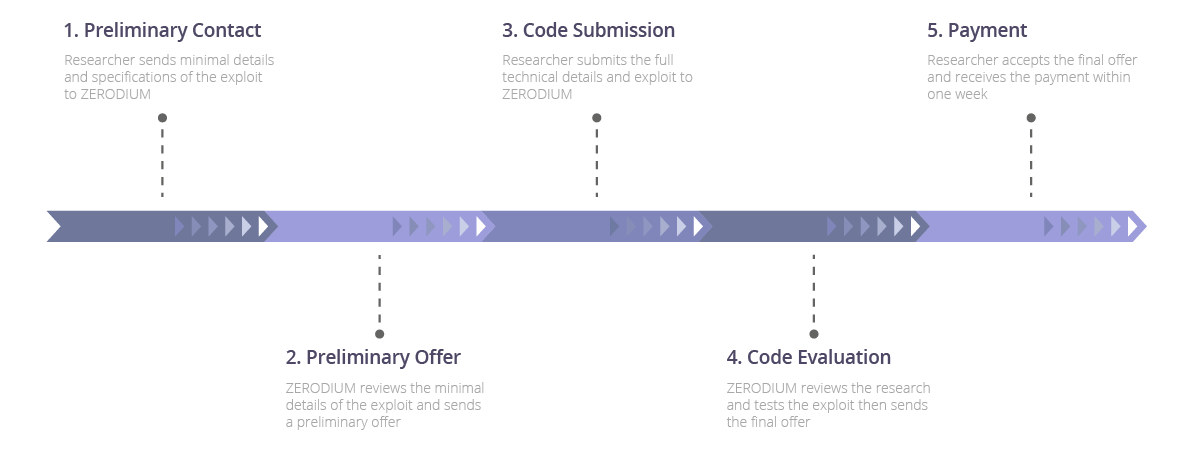 1. Preliminary Contact
Researcher sends minimal details
and specifications of the exploit
to ZERODIUM
2. Preliminary Offer
ZERODIUM reviews the minimal
details of the exploit and sends
a preliminary offer
3. Code Submission
Researcher submits the full
technical details and exploit to
ZERODIUM
4. Code Evaluation
ZERODIUM reviews the research
and tests the exploit then sends
the final offer
5. Payment
Researcher accepts the final offer
and receives the payment within
one week